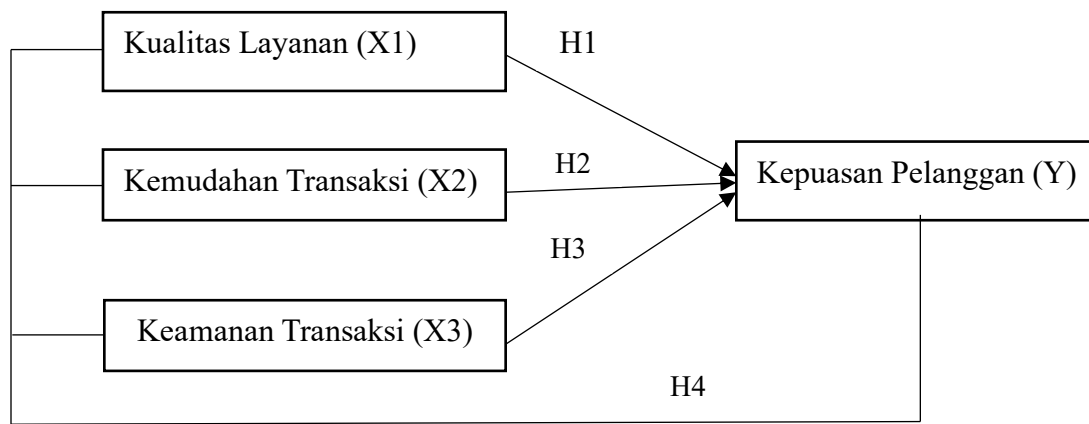 Kualitas Layanan (X1)
H1
Kemudahan Transaksi (X2)
H2
Kepuasan Pelanggan (Y)
H3
Keamanan Transaksi (X3)
H4